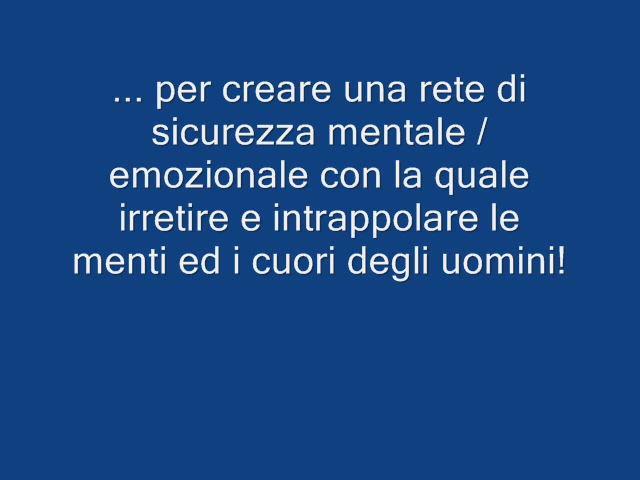 ... per creare una rete di
sicurezza mentale /
emozionale con la quale
irretire e intrappolare le
menti ed i cuori degli uomini!